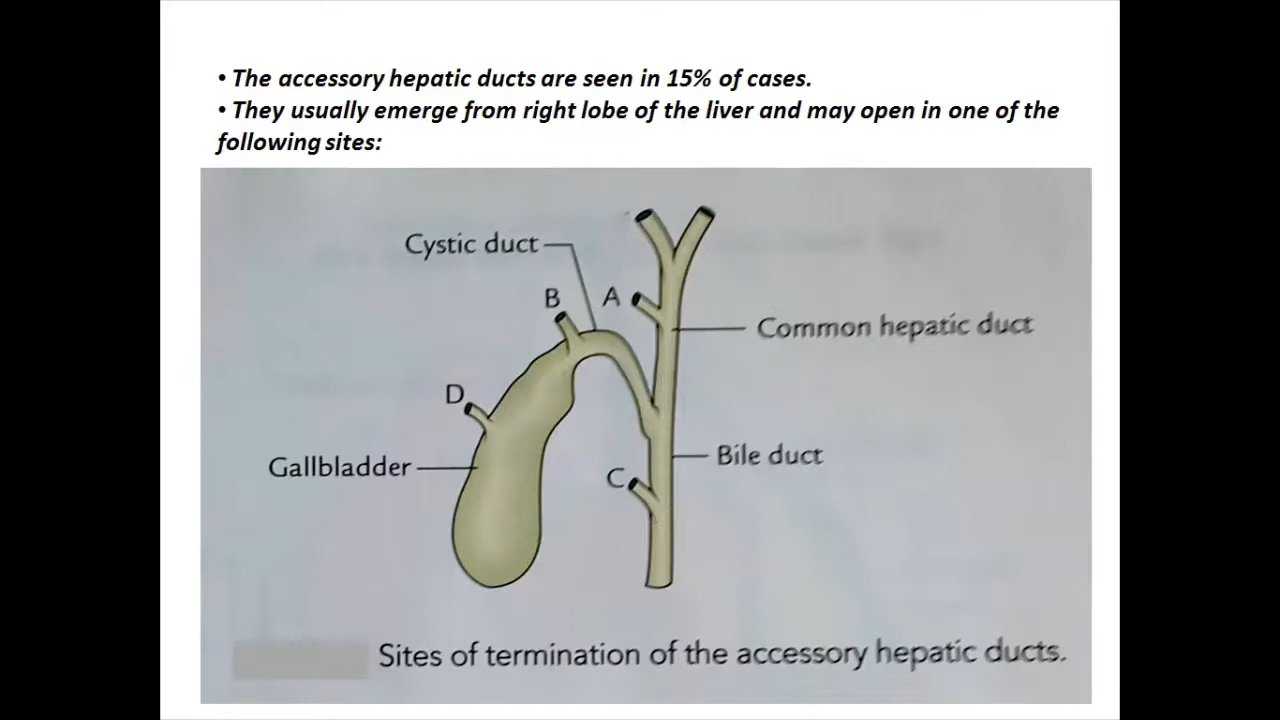 • The accessory hepatic ducts are seen in 15% of cases.
• They usually emerge from right lobe of the liver and may open in one of the
following sites:
Cystic duct
B
A
Common hepatic duct
D
Gallbladder
Bile duct
C
Sites of termination of the accessory hepatic ducts.